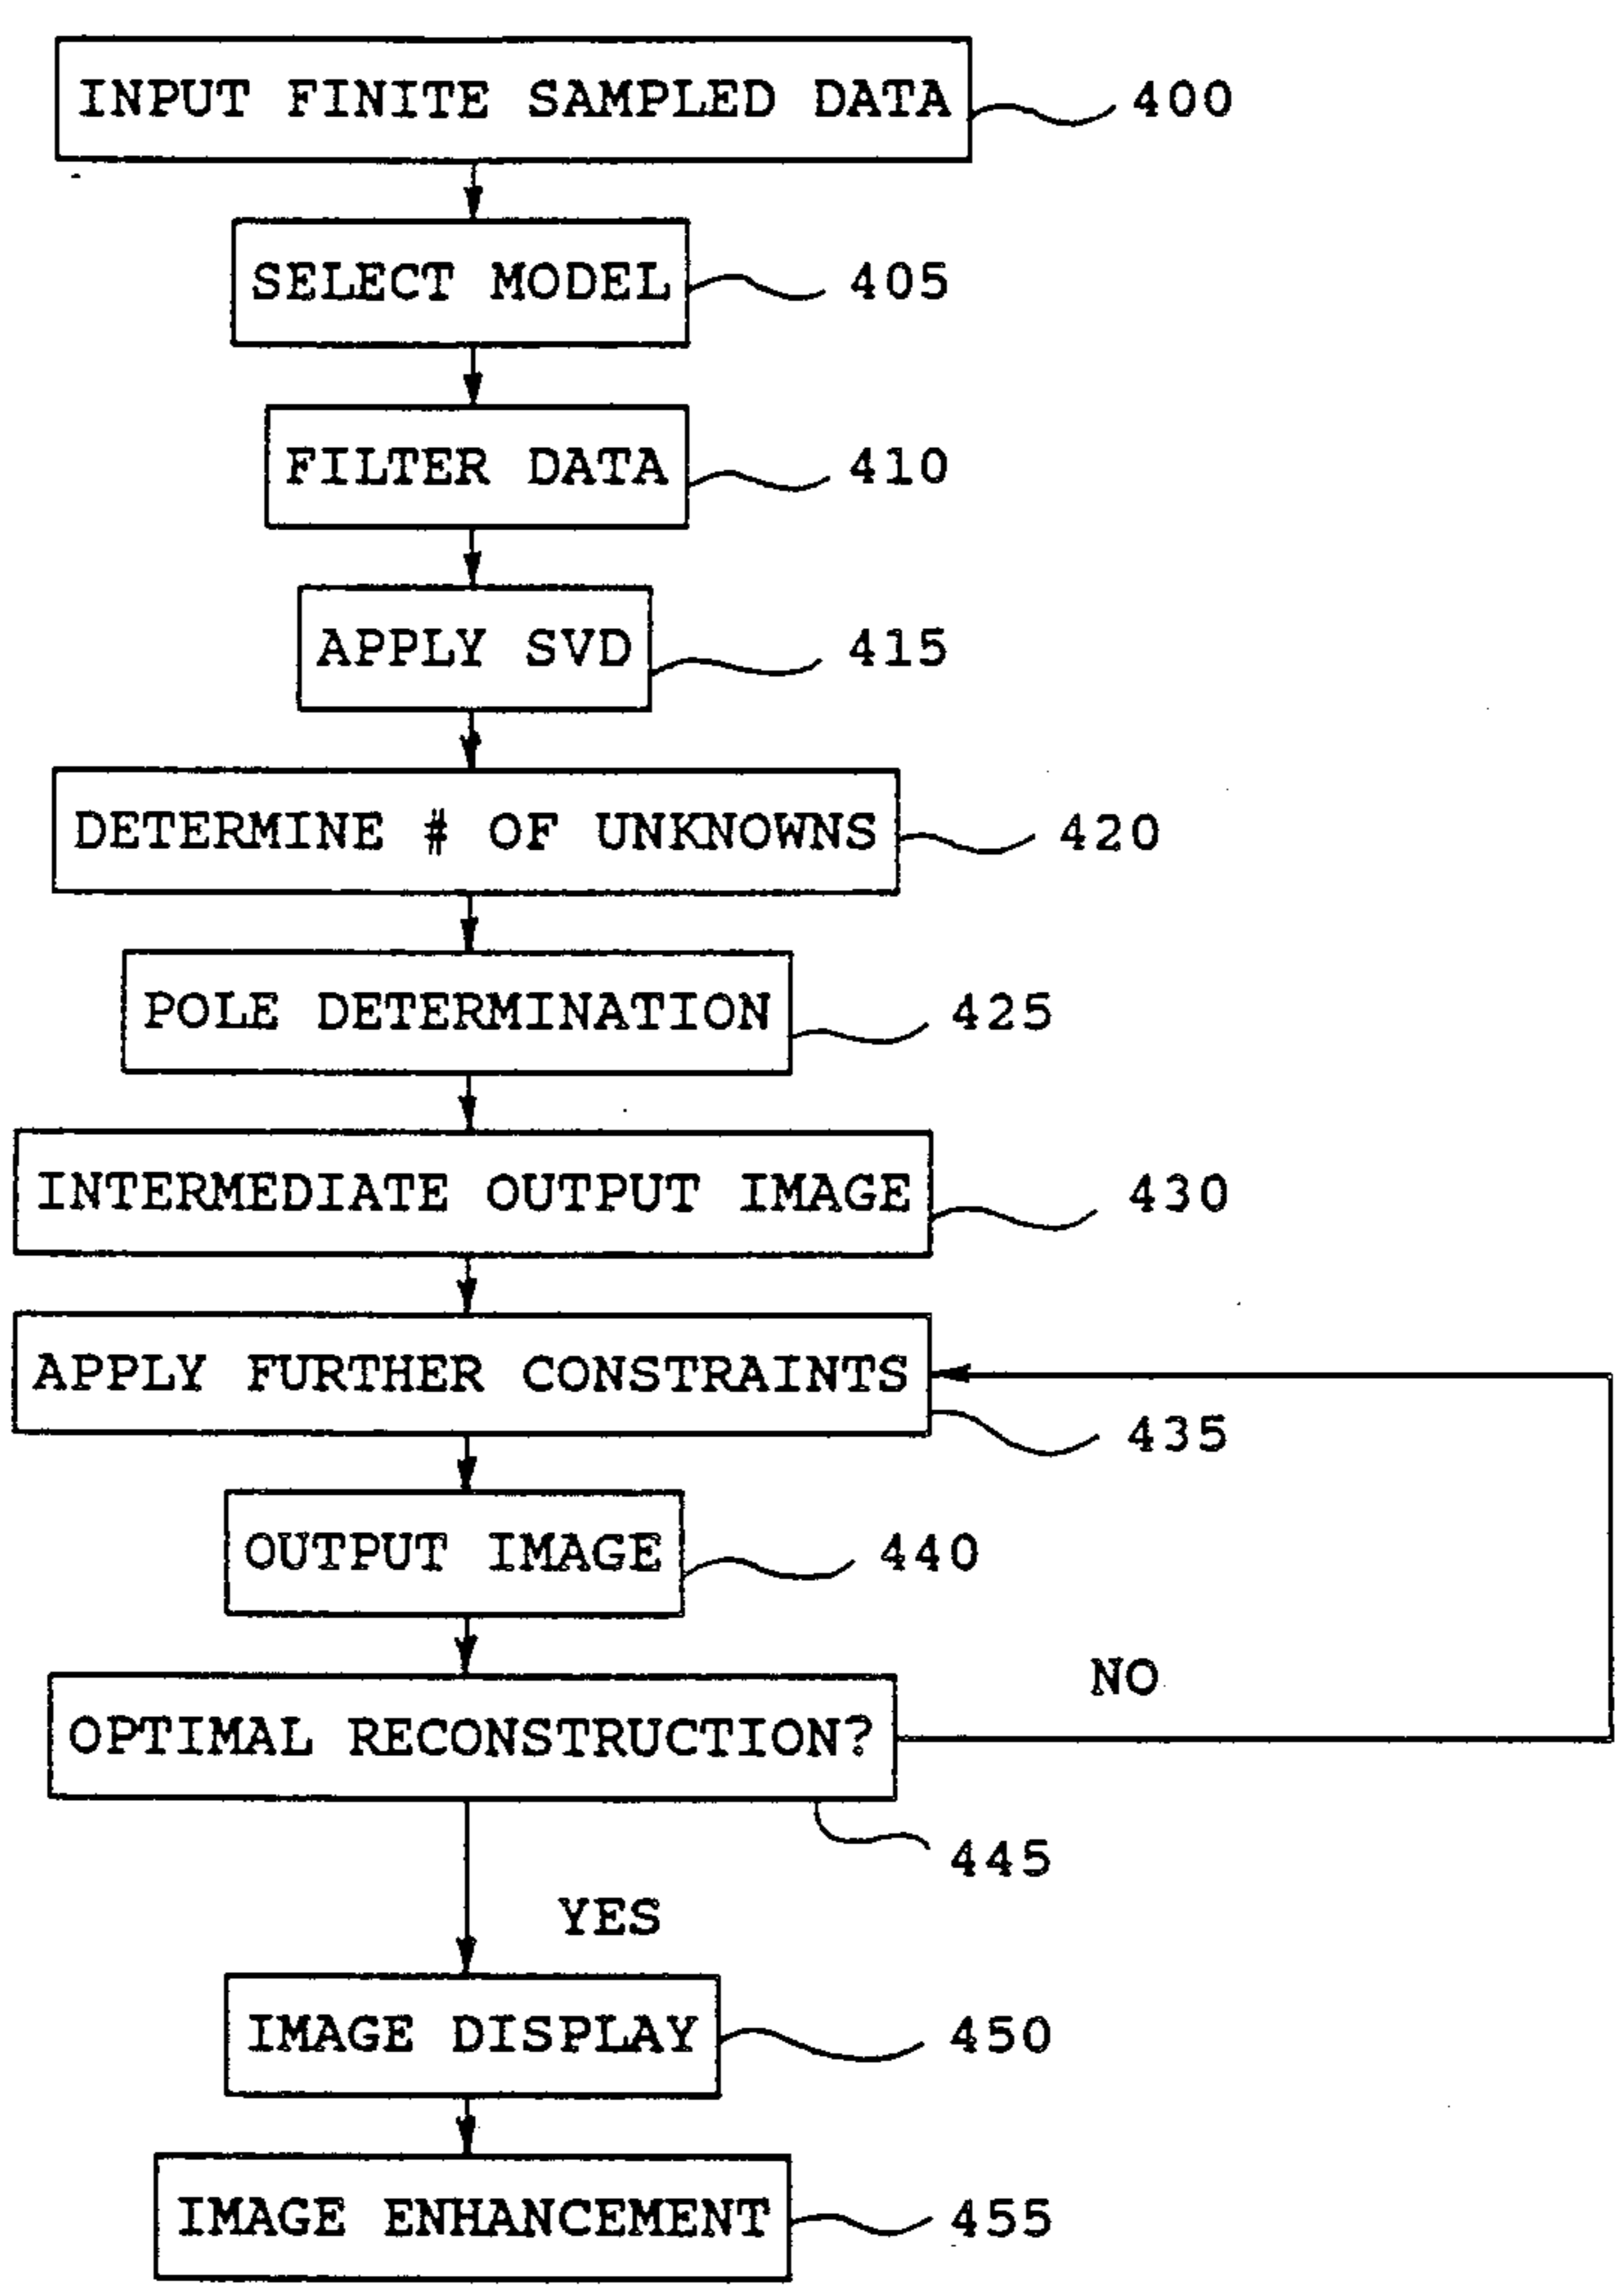 INPUT FINITE SAMPLED DATA 400
SELECT MODEL 405
FILTER DATA 410
APPLY SVD 415
DETERMINE # OF UNKNOWNS 420
POLE DETERMINATION 425
INTERMEDIATE OUTPUT IMAGE 430
APPLY FURTHER CONSTRAINTS
435
OUTPUT IMAGE 440
NO
OPTIMAL RECONSTRUCTION?
445
YES
IMAGE DISPLAY 450
IMAGE ENHANCEMENT 455